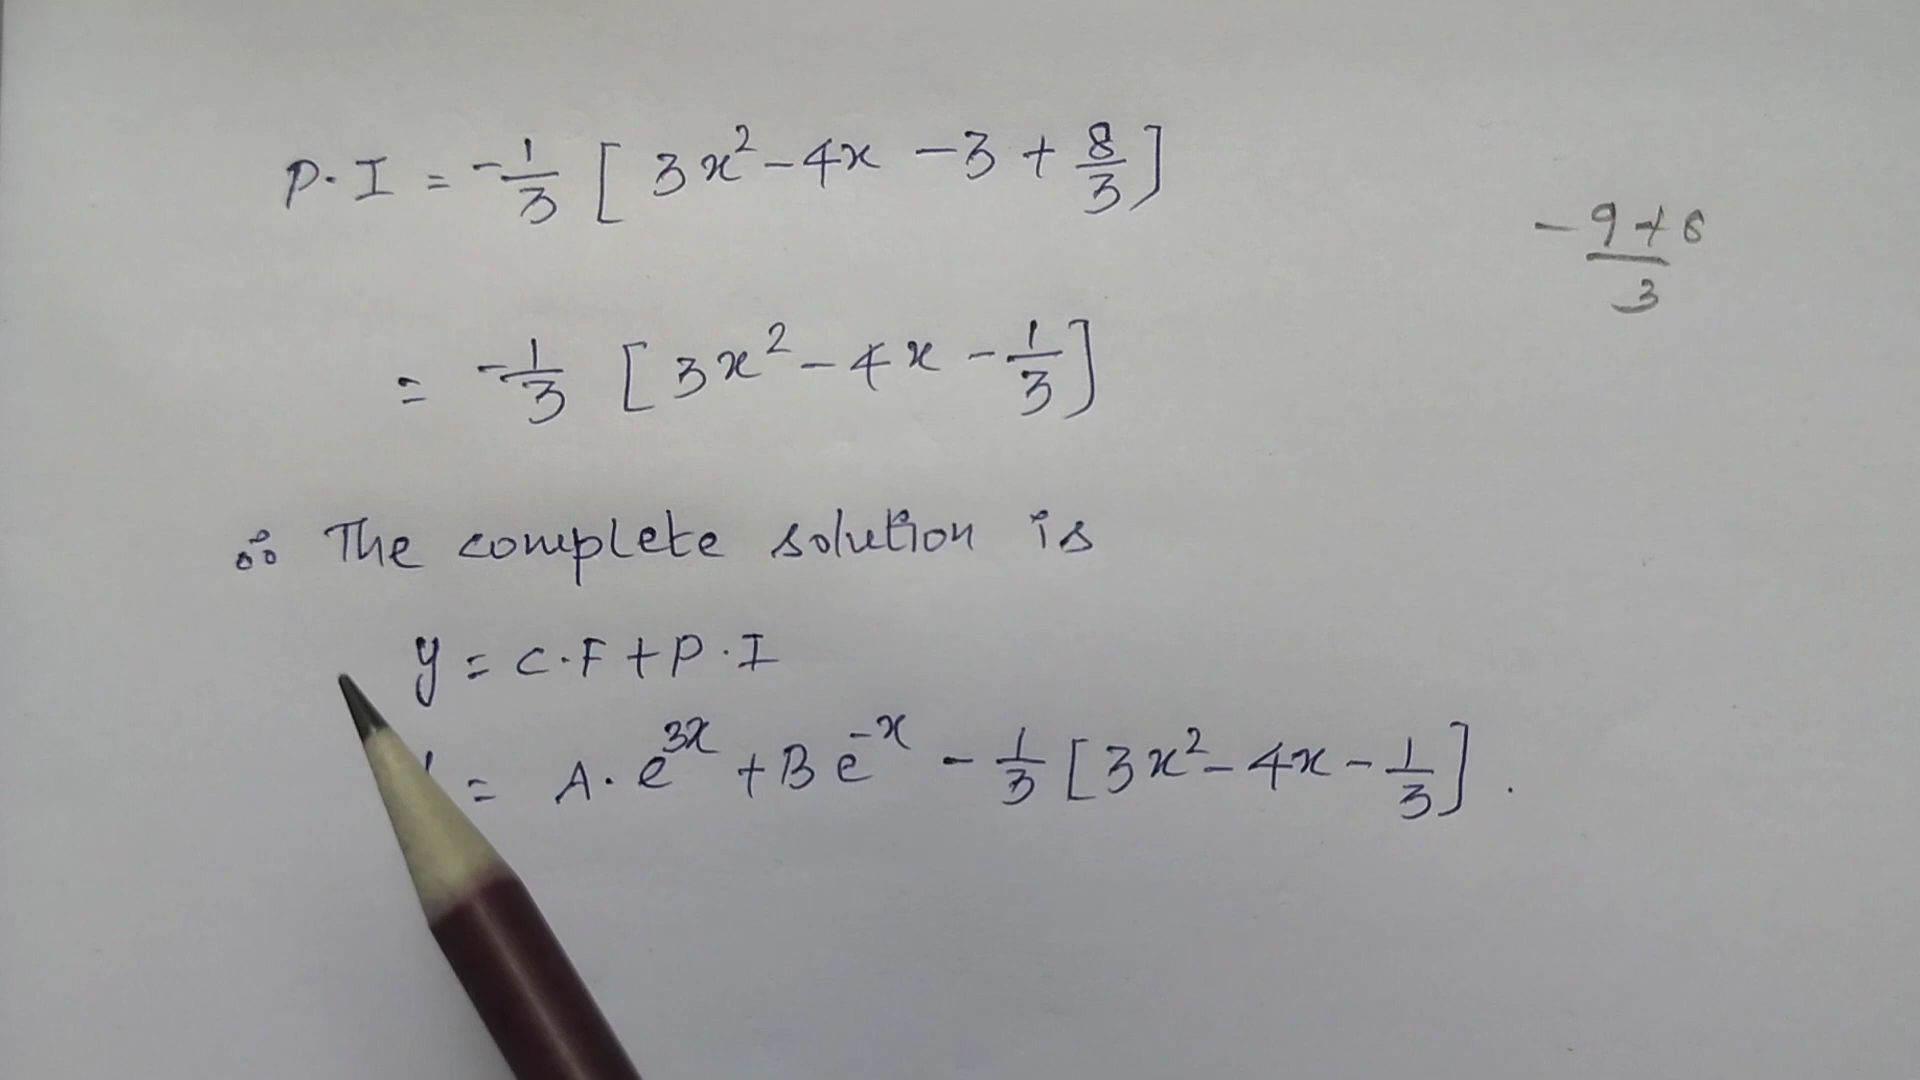 P.I = -1/3 [ 3x² - 4x - 3 + 8/3 ]
-9+8
3
= -1/3 [ 3x² - 4x - 1/3 ]
∴ The complete solution is
y = C.F + P.I
= A. e^3x + B e^-x - 1/3 [ 3x² - 4x - 1/3 ] .